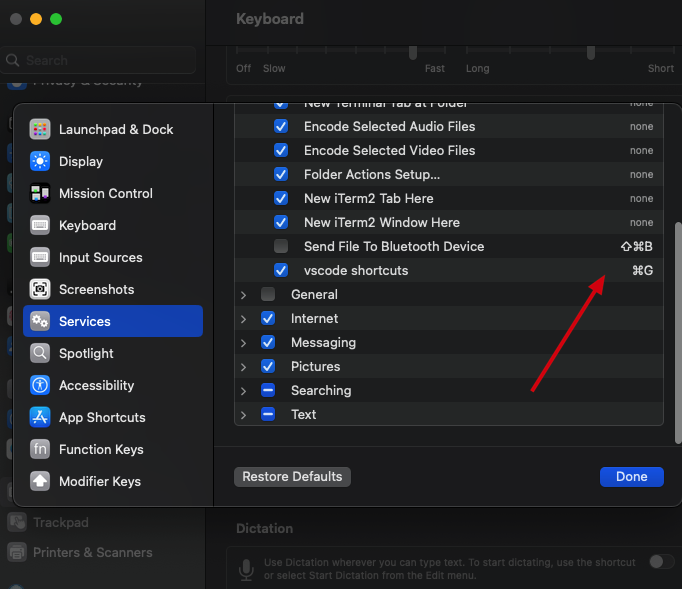 Keyboard
Search
Off Slow Fast Long Short
Privacy & Security
Launchpad & Dock
Display
Mission Control
Keyboard
Input Sources
Screenshots
Services
Spotlight
Accessibility
App Shortcuts
fn Function Keys
Modifier Keys
New Terminal Tab at Folder none
Encode Selected Audio Files none
Encode Selected Video Files none
Folder Actions Setup... none
New iTerm2 Tab Here none
New iTerm2 Window Here none
Send File To Bluetooth Device ⇧⌘B
vscode shortcuts ⌘G
General
Internet
Messaging
Pictures
Searching
Text
Restore Defaults Done
Trackpad
Printers & Scanners
Dictation
Use Dictation wherever you can type text. To start dictating, use the shortcut
or select Start Dictation from the Edit menu.